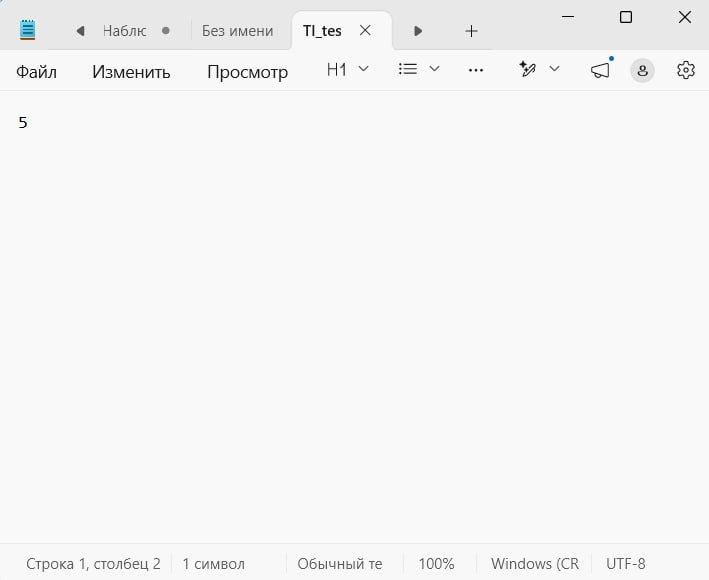 Наблю
Без имени
TI_tes
Файл
Изменить
Просмотр
H1
5
Строка 1, столбец 2
1 символ
Обычный те
100%
Windows (CR
UTF-8